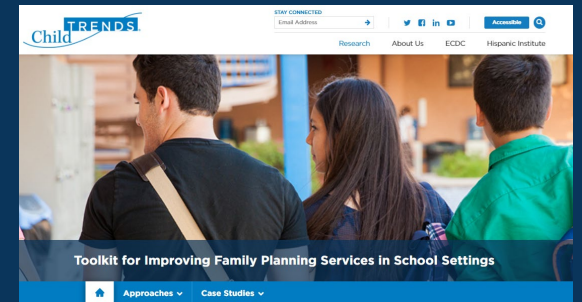 STAY CONNECTED
Email Address
Accessible
Child TRENDS
Research About Us ECDC Hispanic Institute
Toolkit for Improving Family Planning Services in School Settings
Approaches Case Studies